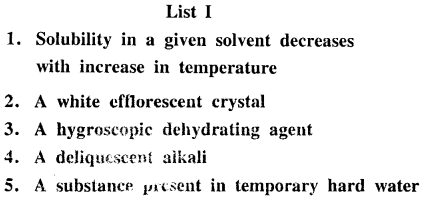 List I
1. Solubility in a given solvent decreases
with increase in temperature
2. A white efflorescent crystal
3. A hygroscopic dehydrating agent
4. A deliquescent alkali
5. A substance present in temporary hard water